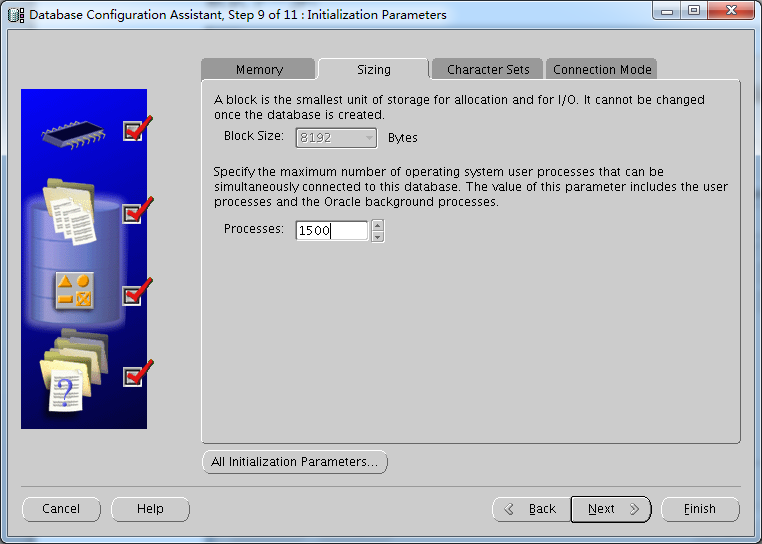 Database Configuration Assistant, Step 9 of 11 : Initialization Parameters
Memory
Sizing
Character Sets
Connection Mode
A block is the smallest unit of storage for allocation and for I/O. It cannot be changed
once the database is created.
Block Size: 8192 Bytes
Specify the maximum number of operating system user processes that can be
simultaneously connected to this database. The value of this parameter includes the user
processes and the Oracle background processes.
Processes: 1500
?
All Initialization Parameters...
Cancel
Help
Back
Next
Finish